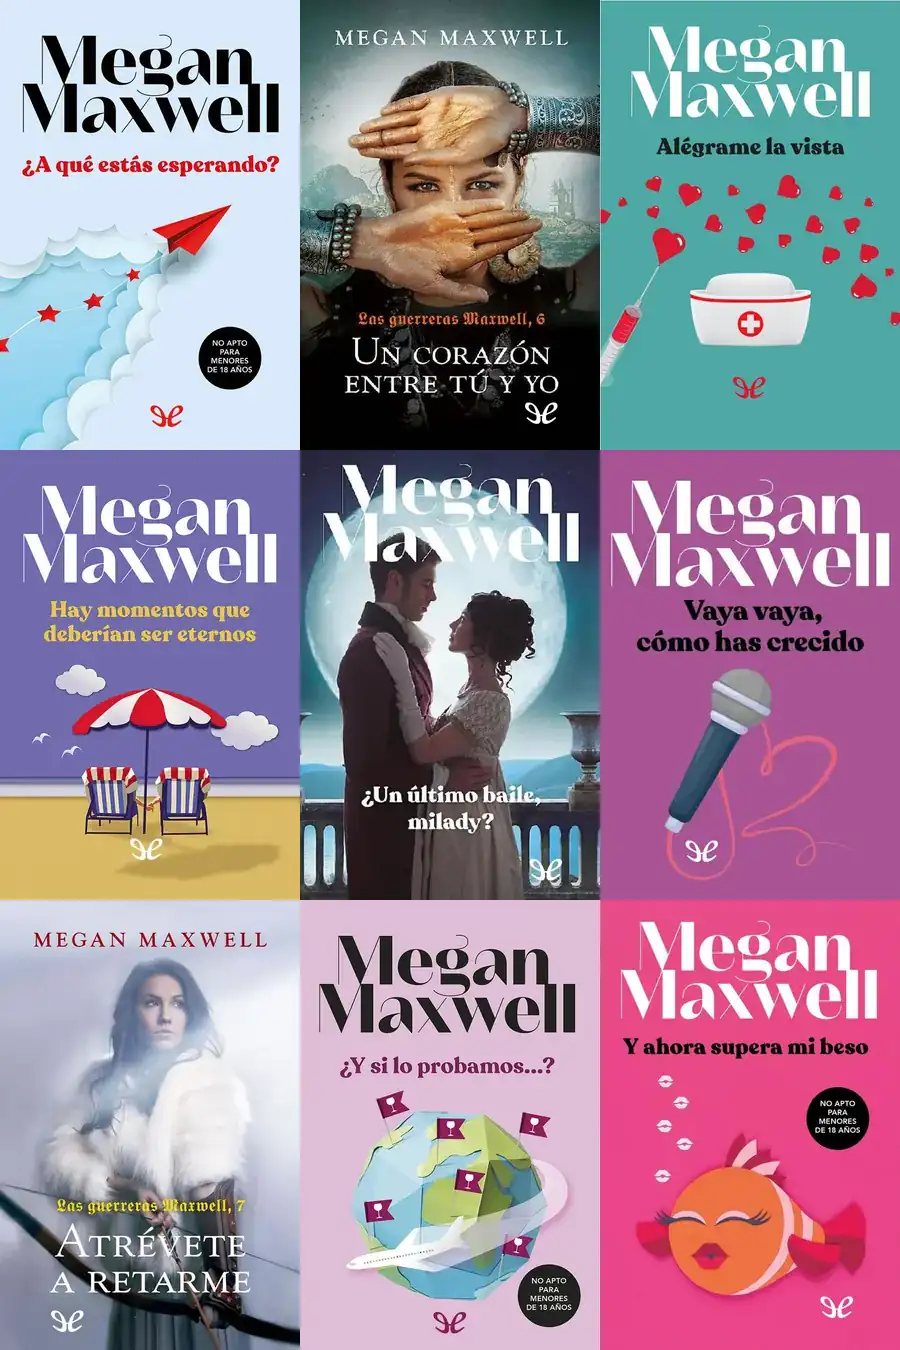 Megan
Maxwell
¿A qué estás esperando?
NO APTO
PARA
MENORES
DE 18 AÑOS
MEGAN MAXWELL
Las guerreras Maxwell, 6
UN CORAZÓN
ENTRE TÚ Y YO
Megan
Maxwell
Alégrame la vista
Megan
Maxwell
Hay momentos que
deberían ser eternos
Megan
Maxwell
¿Un último baile,
milady?
Megan
Maxwell
Vaya vaya,
cómo has crecido
MEGAN MAXWELL
Las guerreras Maxwell, 7
ATRÉVETE
A RETARME
Megan
Maxwell
¿Y si lo probamos...?
NO APTO
PARA
MENORES
DE 18 AÑOS
Megan
Maxwell
Y ahora supera mi beso
NO APTO
PARA
MENORES
DE 18 AÑOS